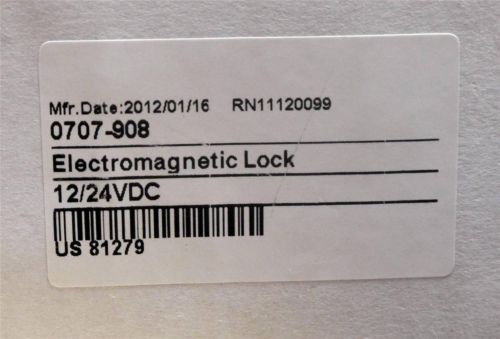 Mfr.Date:2012/01/16 RN11120099
0707-908
Electromagnetic Lock
12/24VDC
US 81279